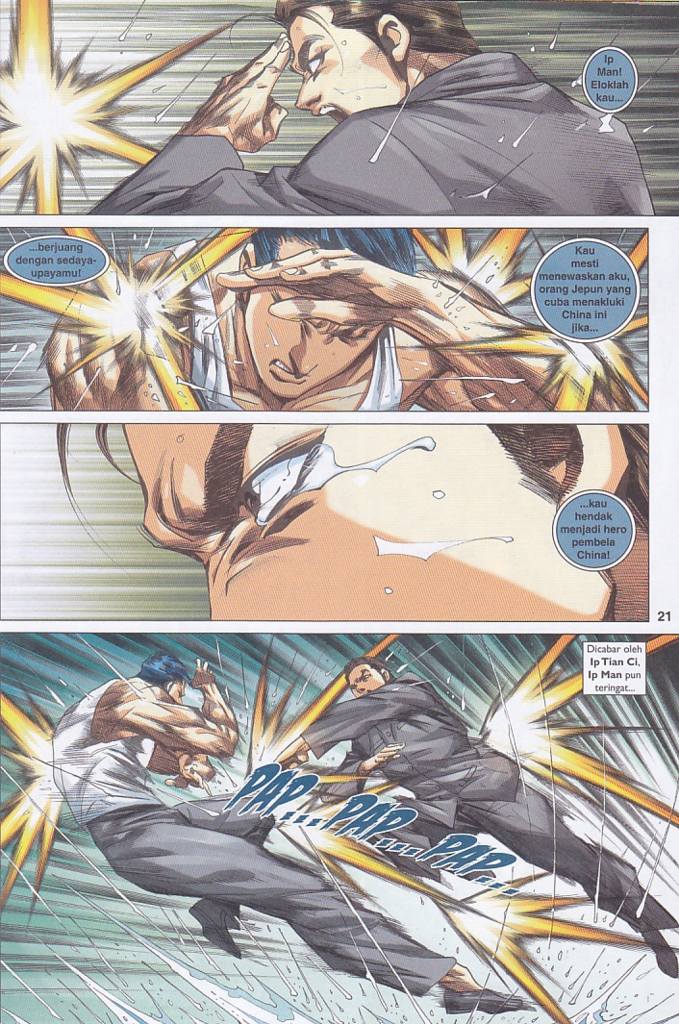 Ip
Man!
Eloklah
kau...
...berjuang
dengan sedaya-
upayamu!
Kau
mesti
menewaskan aku,
orang Jepun yang
cuba menakluki
China ini
jika...
...kau
hendak
menjadi hero
pembela
China!
21
Dicabar oleh
Ip Tian Ci,
Ip Man pun
teringat...
PAP...PAP...PAP...